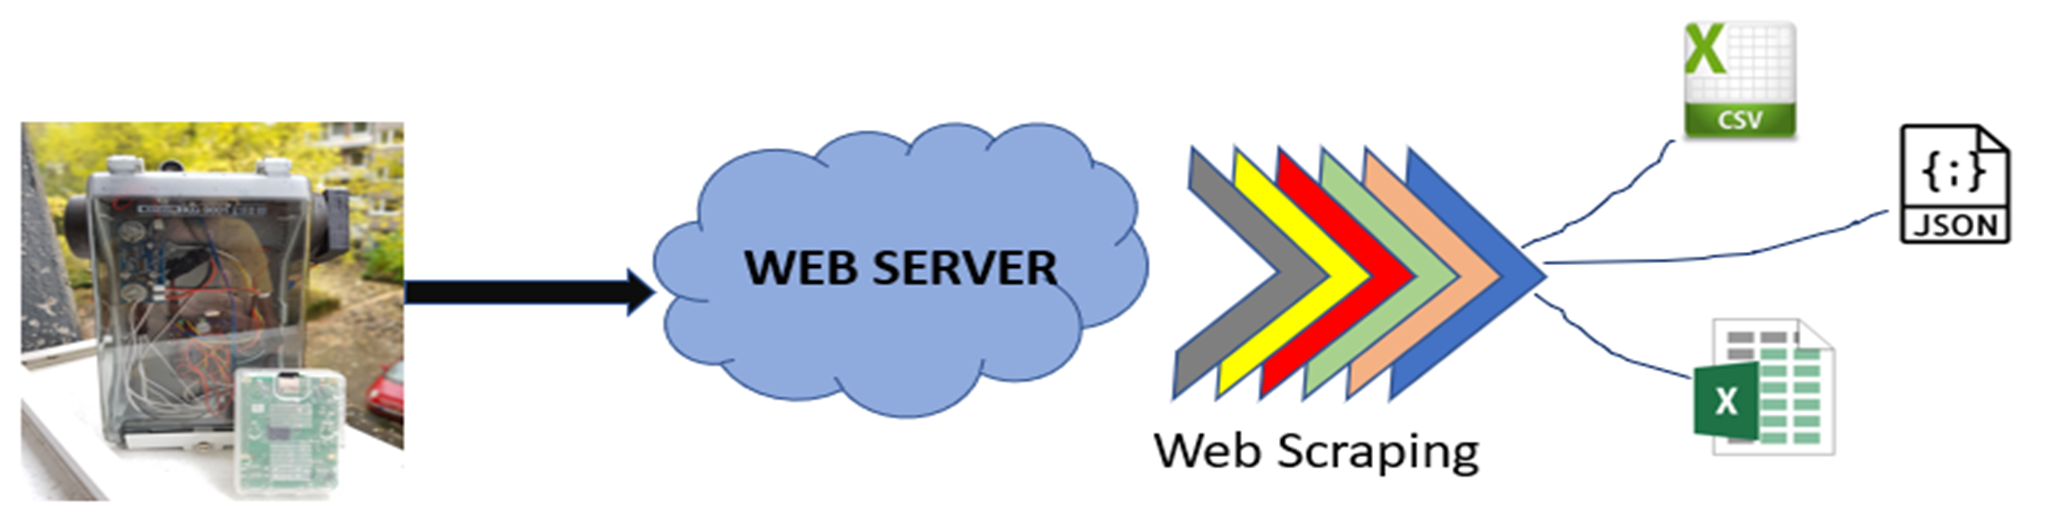 WEB SERVER
Web Scraping
X
CSV
{;}
JSON
X